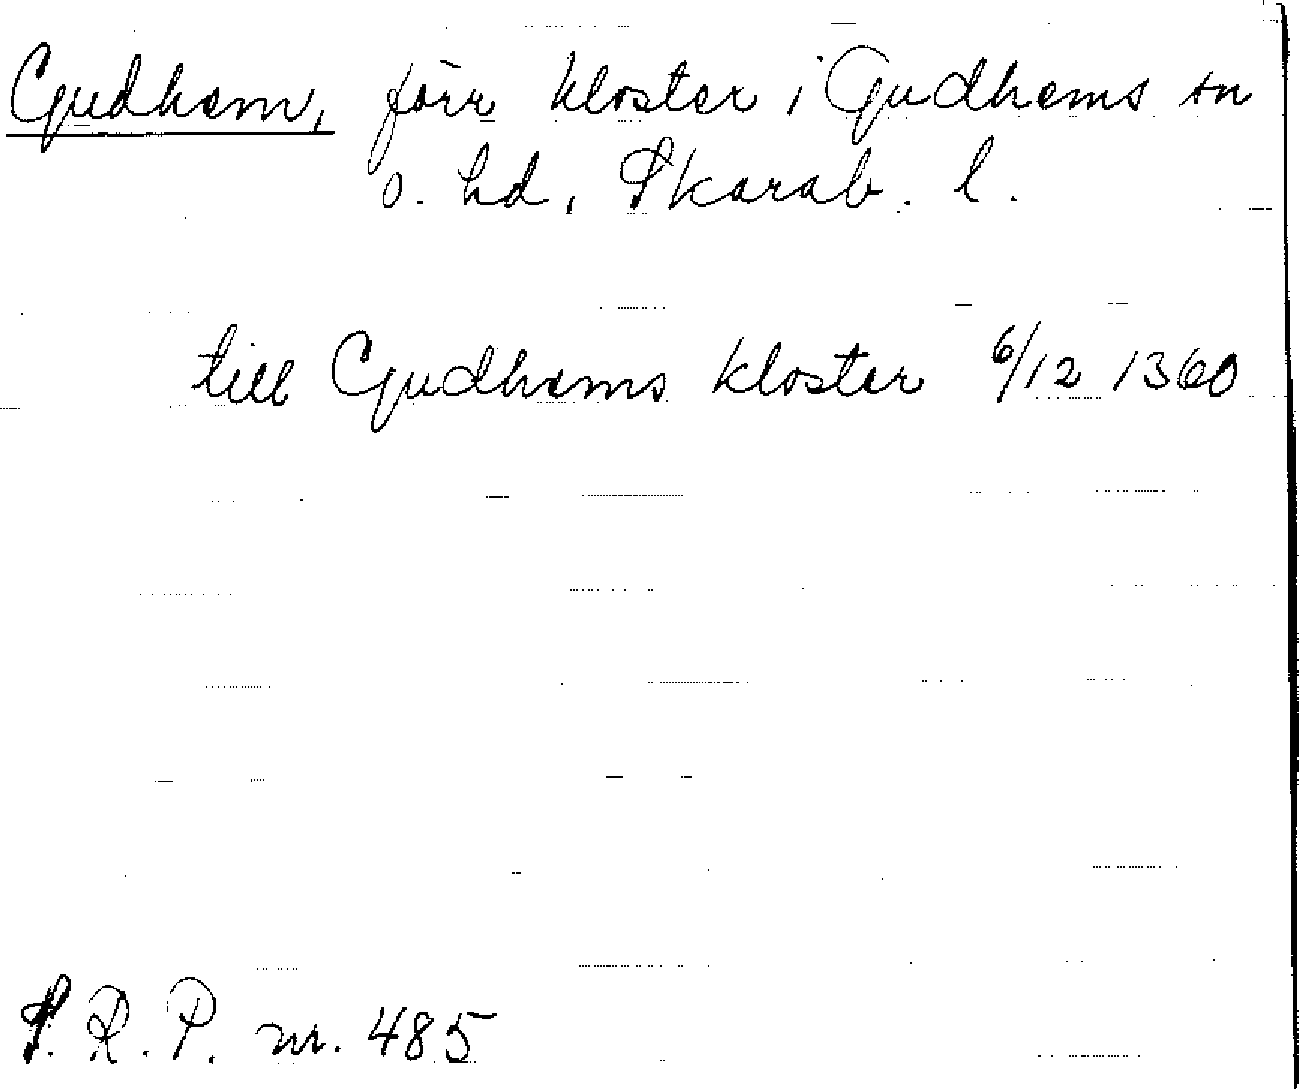 Gudhem, förr kloster i Gudhems sn
o. hd, Skarab. l.
till Gudhems kloster 6/12 1360
S.R.P. nr. 485